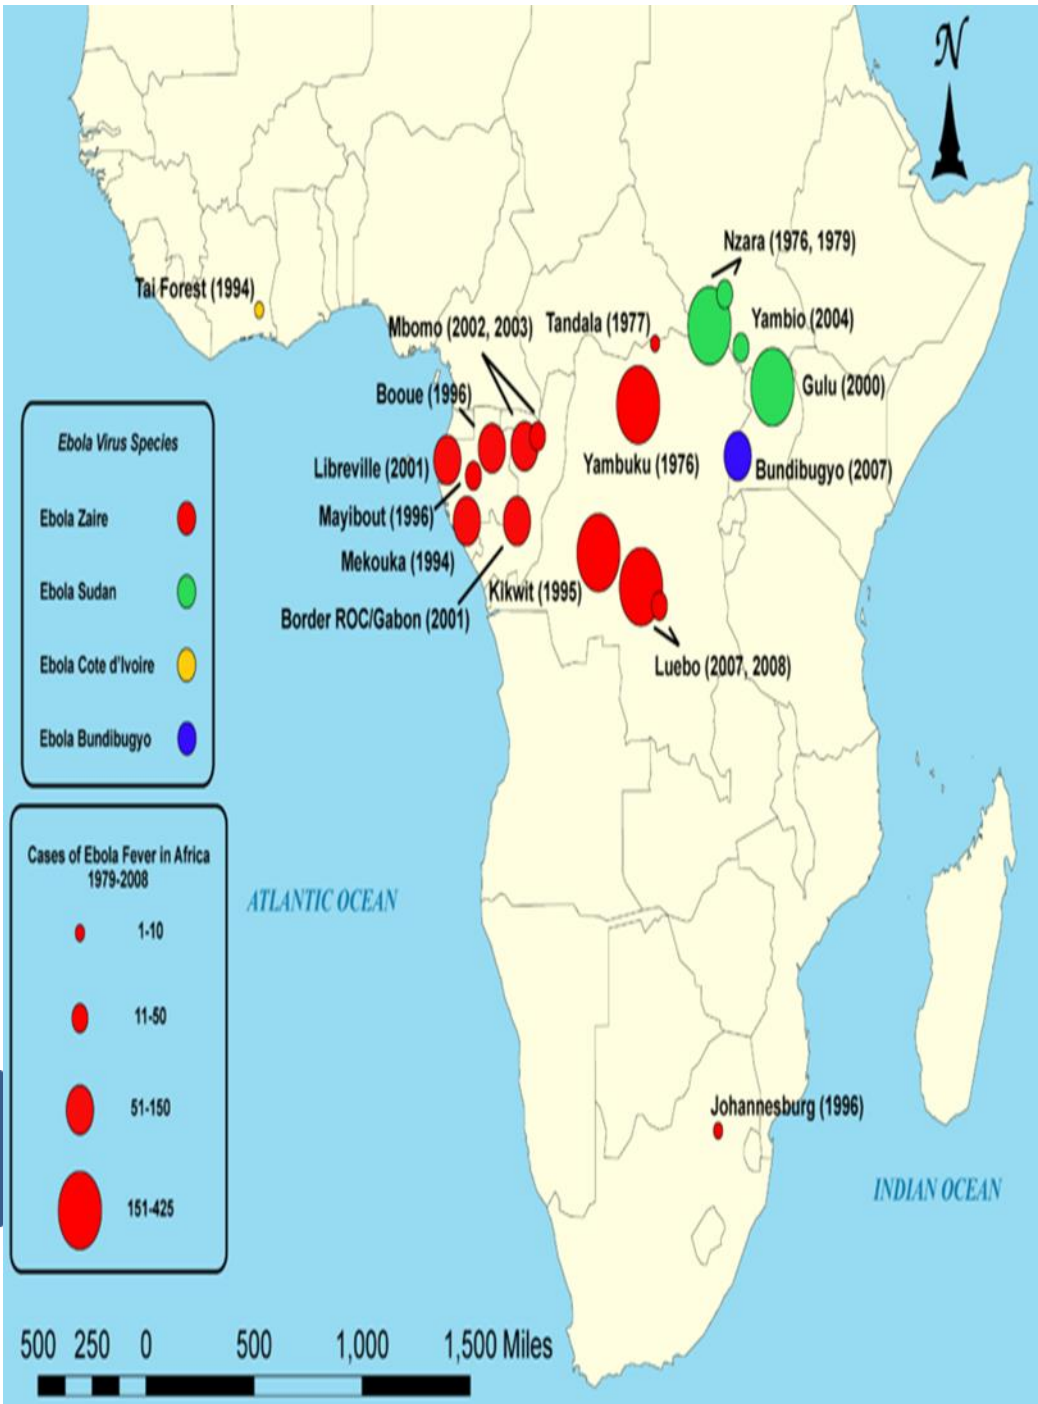 N
Nzara (1976, 1979)
Tai Forest (1994)
Mbomo (2002, 2003)
Tandala (1977)
Yambio (2004)
Booue (1996)
Gulu (2000)
Libreville (2001)
Yambuku (1976)
Bundibugyo (2007)
Mayibout (1996)
Mekouka (1994)
Kikwit (1995)
Border ROC/Gabon (2001)
Luebo (2007, 2008)
Ebola Virus Species
Ebola Zaire
Ebola Sudan
Ebola Cote d'Ivoire
Ebola Bundibugyo
Cases of Ebola Fever in Africa
1979-2008
1-10
11-50
51-150
151-425
ATLANTIC OCEAN
Johannesburg (1996)
INDIAN OCEAN
500 250 0 500 1,000 1,500 Miles